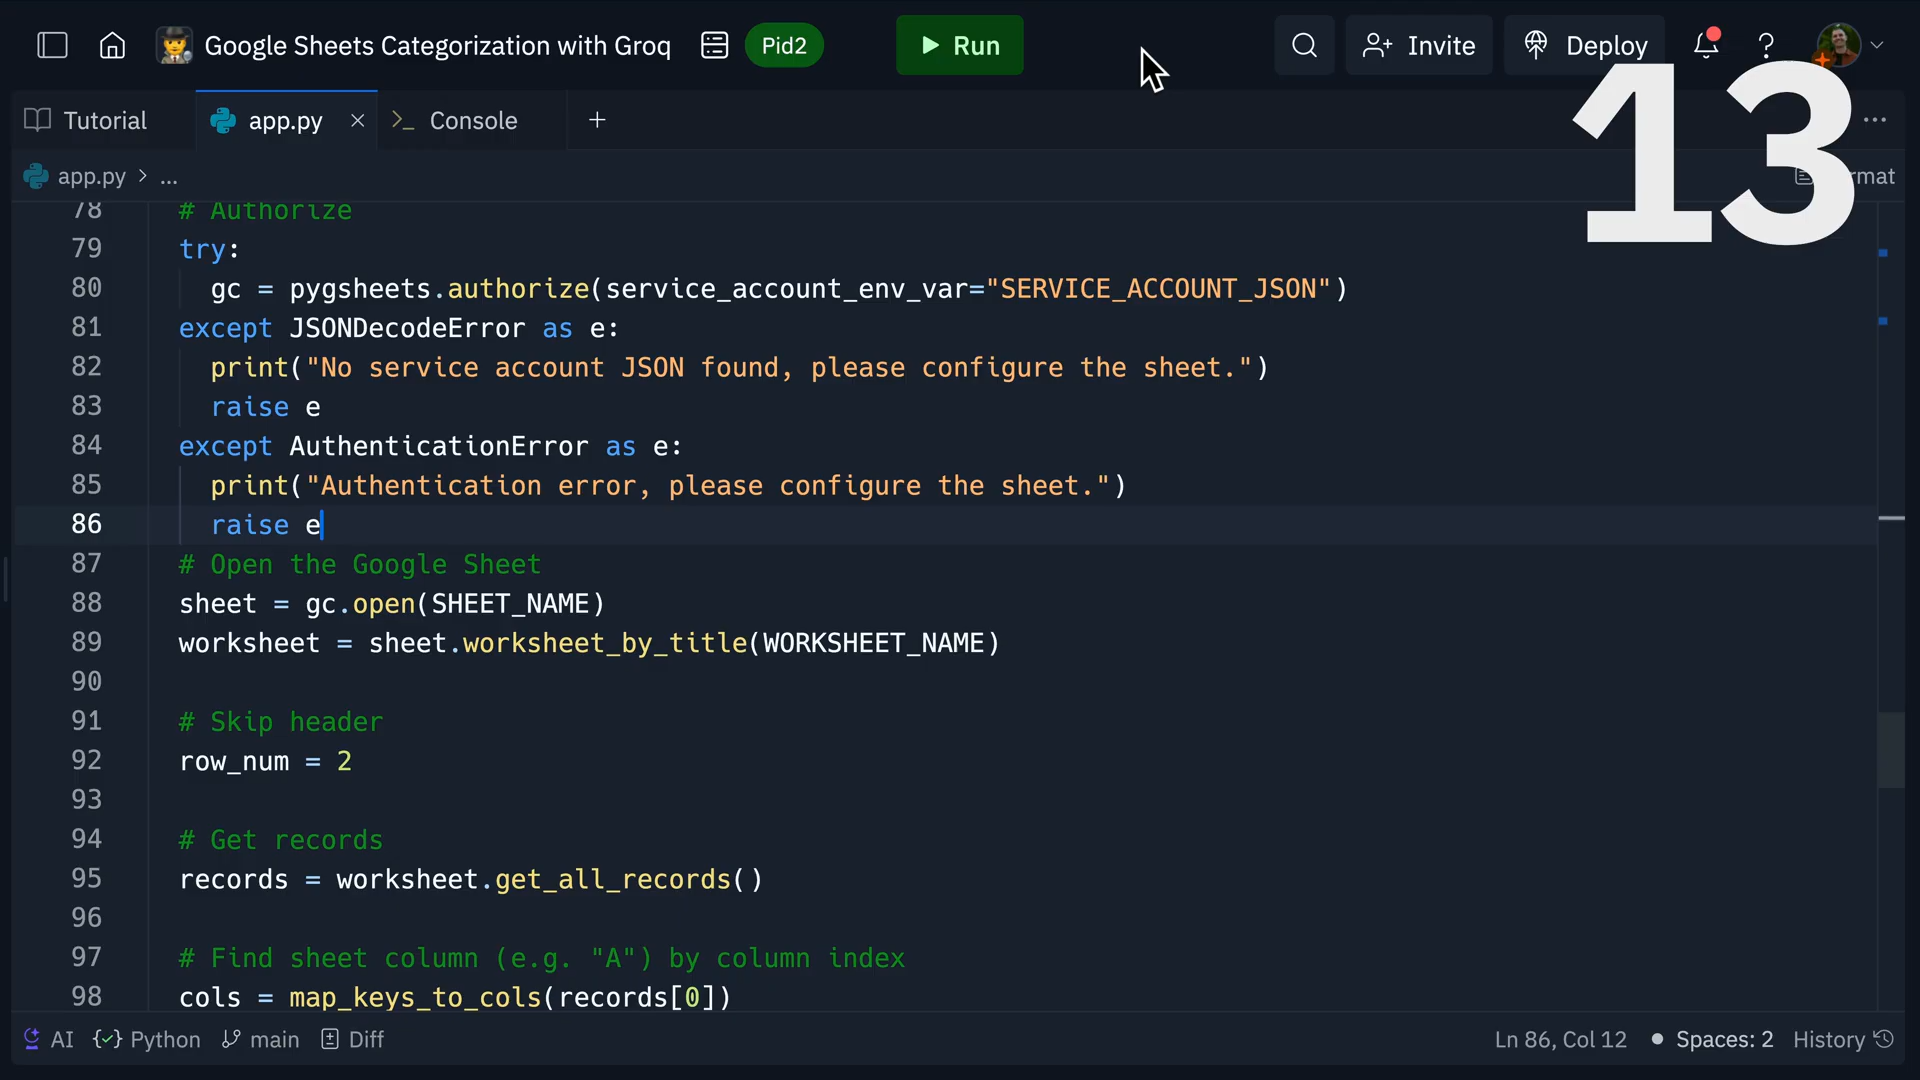 Google Sheets Categorization with Groq
Pid2
Run
Invite
Deploy
13
Tutorial
app.py
Console
app.py > ...
78 # Authorize
79 try:
80 gc = pygsheets.authorize(service_account_env_var="SERVICE_ACCOUNT_JSON")
81 except JSONDecodeError as e:
82 print("No service account JSON found, please configure the sheet.")
83 raise e
84 except AuthenticationError as e:
85 print("Authentication error, please configure the sheet.")
86 raise e
87 # Open the Google Sheet
88 sheet = gc.open(SHEET_NAME)
89 worksheet = sheet.worksheet_by_title(WORKSHEET_NAME)
90
91 # Skip header
92 row_num = 2
93
94 # Get records
95 records = worksheet.get_all_records()
96
97 # Find sheet column (e.g. "A") by column index
98 cols = map_keys_to_cols(records[0])
AI
Python
main
Diff
Ln 86, Col 12
Spaces: 2
History